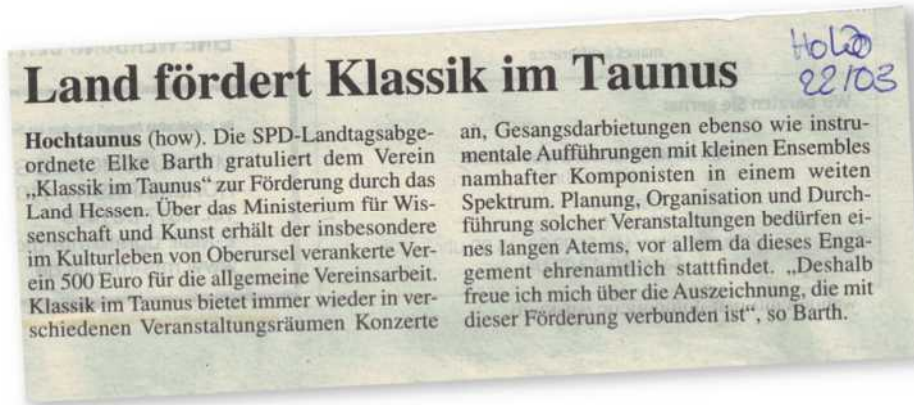 Land fördert Klassik im Taunus
22/03
Hochtaunus (how). Die SPD-Landtagsabge-
ordnete Elke Barth gratuliert dem Verein
„Klassik im Taunus“ zur Förderung durch das
Land Hessen. Über das Ministerium für Wis-
senschaft und Kunst erhält der insbesondere
im Kulturleben von Oberursel verankerte Ver-
ein 500 Euro für die allgemeine Vereinsarbeit.
Klassik im Taunus bietet immer wieder in ver-
schiedenen Veranstaltungsräumen Konzerte
an, Gesangsdarbietungen ebenso wie instru-
mentale Aufführungen mit kleinen Ensembles
namhafter Komponisten in einem weiten
Spektrum. Planung, Organisation und Durch-
führung solcher Veranstaltungen bedürfen ei-
nes langen Atems, vor allem da dieses Enga-
gement ehrenamtlich stattfindet. „Deshalb
freue ich mich über die Auszeichnung, die mit
dieser Förderung verbunden ist“, so Barth.